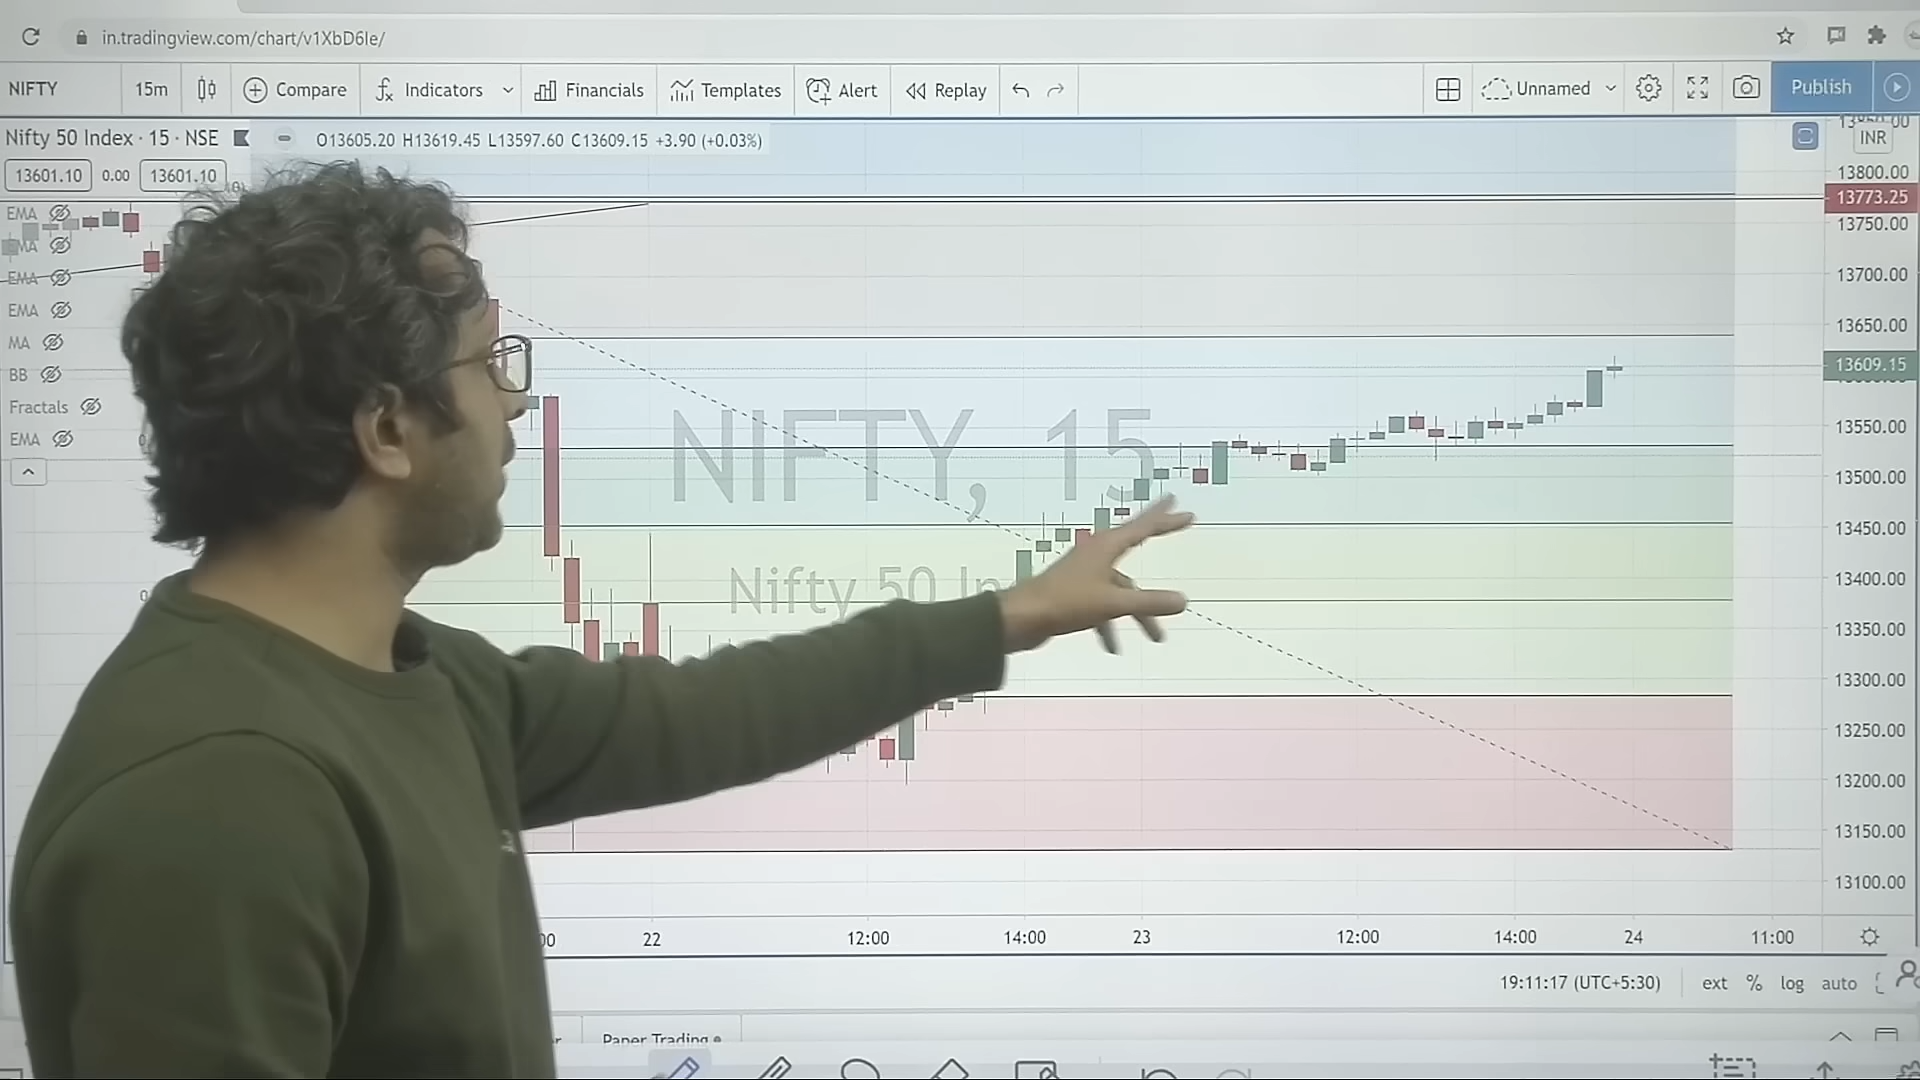 in.tradingview.com/chart/v1XbD6Ie/
NIFTY 15m Compare Indicators Financials Templates Alert Replay Unnamed Publish
Nifty 50 Index · 15 · NSE O13605.20 H13619.45 L13597.60 C13609.15 +3.90 (+0.03%) INR
13601.10 0.00 13601.10
13800.00
13773.25
EMA
13750.00
EMA
13700.00
EMA
13650.00
MA
13609.15
BB
Fractals
13550.00
EMA
NIFTY, 15
13500.00
13450.00
Nifty 50
13400.00
13350.00
13300.00
13250.00
13200.00
13150.00
13100.00
22 12:00 14:00 23 12:00 14:00 24 11:00
19:11:17 (UTC+5:30) ext % log auto
Paper Trading